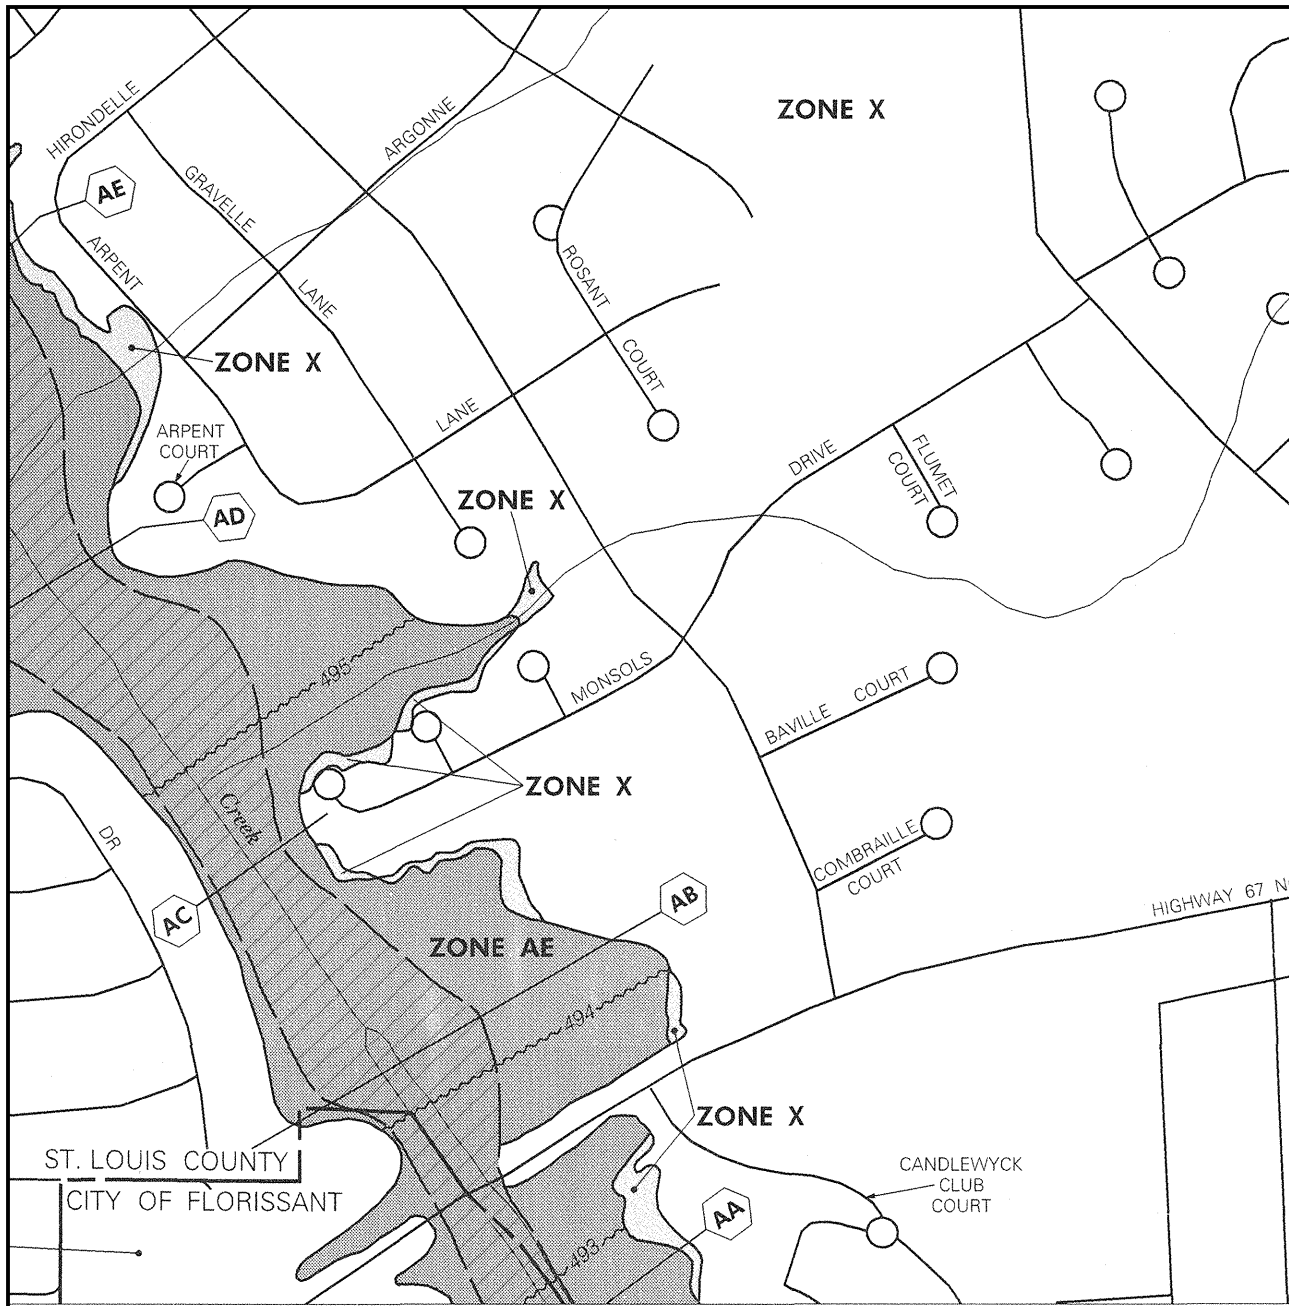 ZONE X
HIRONDELLE
ARGONNE
AE
GRAVELLE
LANE
ARPENT
ROSANT
COURT
ZONE X
LANE
ARPENT
COURT
DRIVE
FLUMET
COURT
ZONE X
AD
495
MONSOLS
BAVILLE COURT
ZONE X
Creek
DR
COMBRAILLE
COURT
AC
AB
HIGHWAY 67
ZONE AE
494
ZONE X
ST. LOUIS COUNTY
CITY OF FLORISSANT
CANDLEWYCK
CLUB
COURT
AA
493